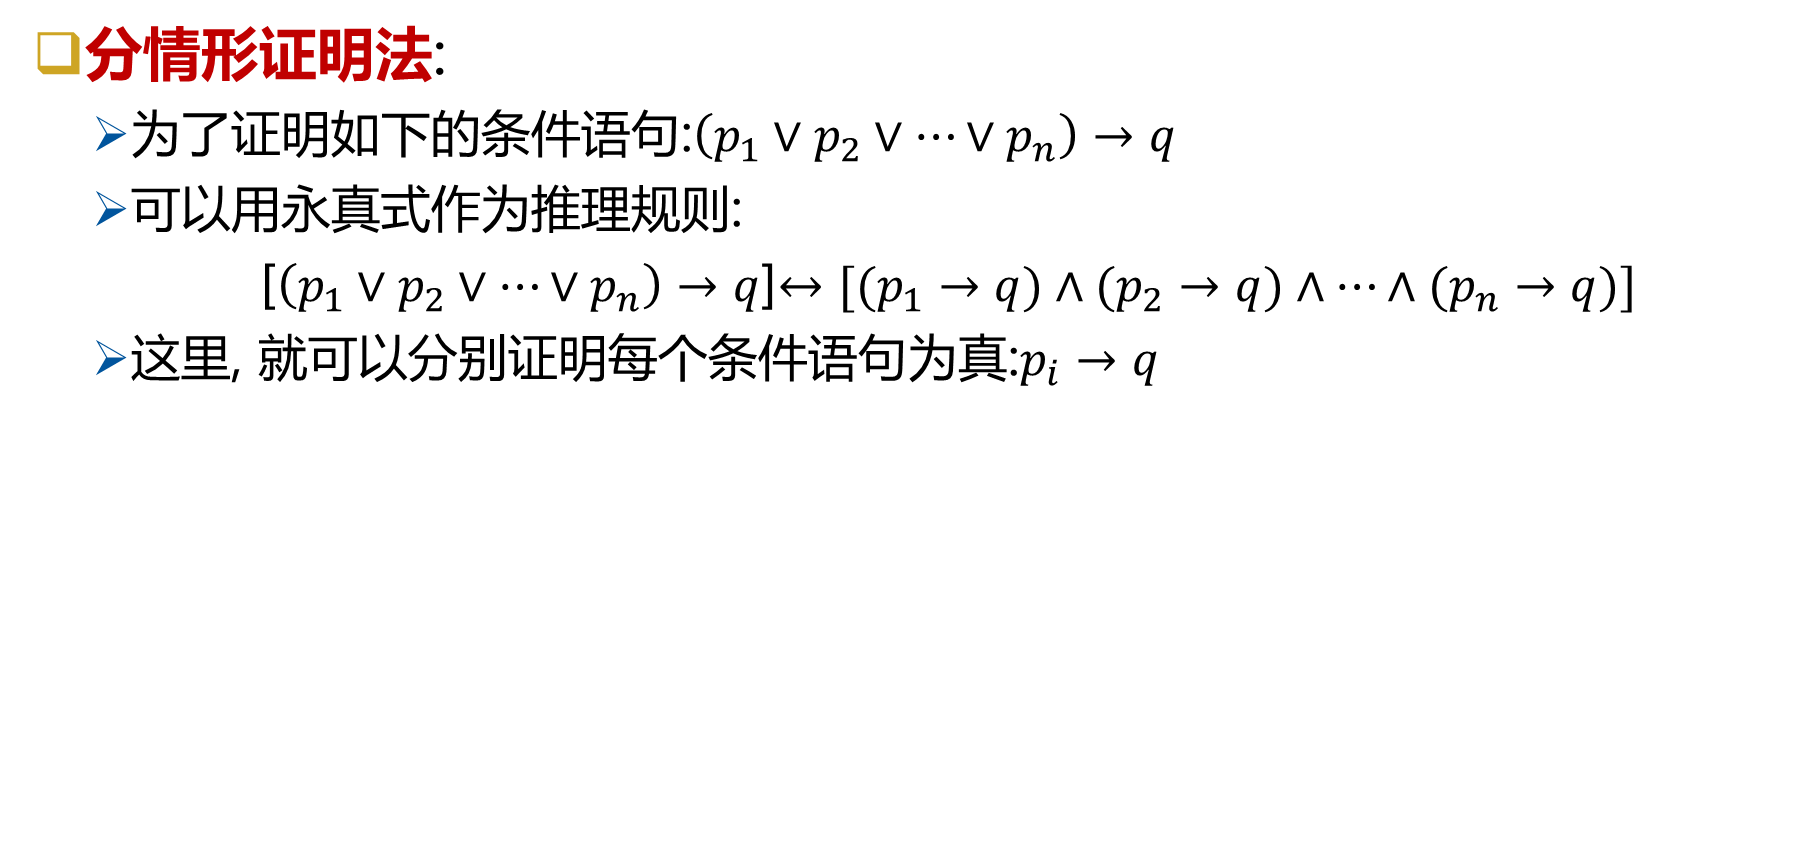 分情形证明法:
为了证明如下的条件语句:(𝑝₁ ∨ 𝑝₂ ∨ ⋯ ∨ 𝑝ₙ) → 𝑞
可以用永真式作为推理规则:
[(𝑝₁ ∨ 𝑝₂ ∨ ⋯ ∨ 𝑝ₙ) → 𝑞]↔ [(𝑝₁ → 𝑞) ∧ (𝑝₂ → 𝑞) ∧ ⋯ ∧ (𝑝ₙ → 𝑞)]
这里, 就可以分别证明每个条件语句为真:𝑝ᵢ → 𝑞